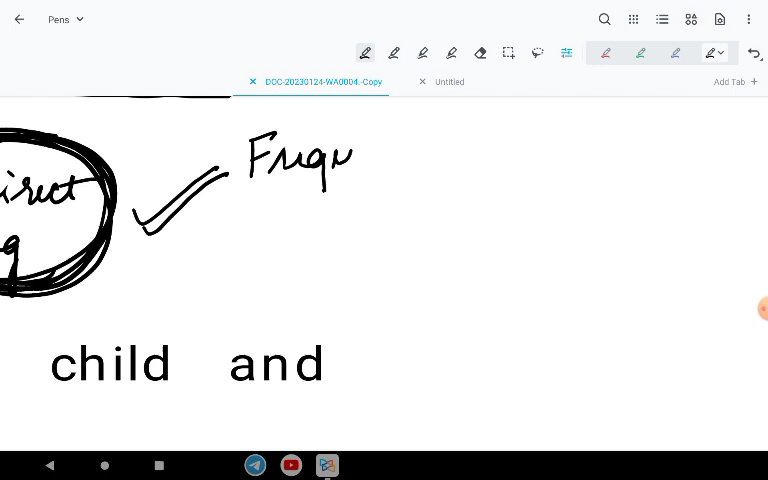 Pens
DOC-20230124-WA0004.-Copy
Untitled
Add Tab
Frequ
irect
g
child and